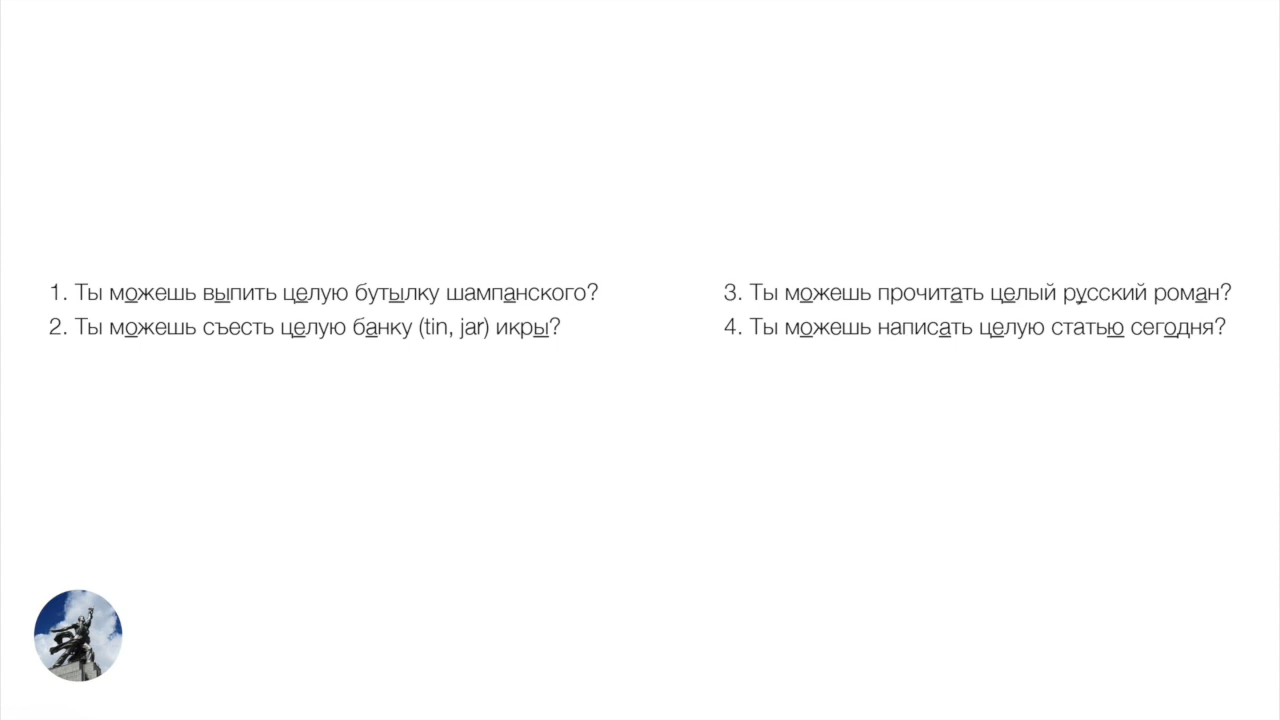 1. Ты можешь выпить целую бутылку шампанского?
2. Ты можешь съесть целую банку (tin, jar) икры?
3. Ты можешь прочитать целый русский роман?
4. Ты можешь написать целую статью сегодня?